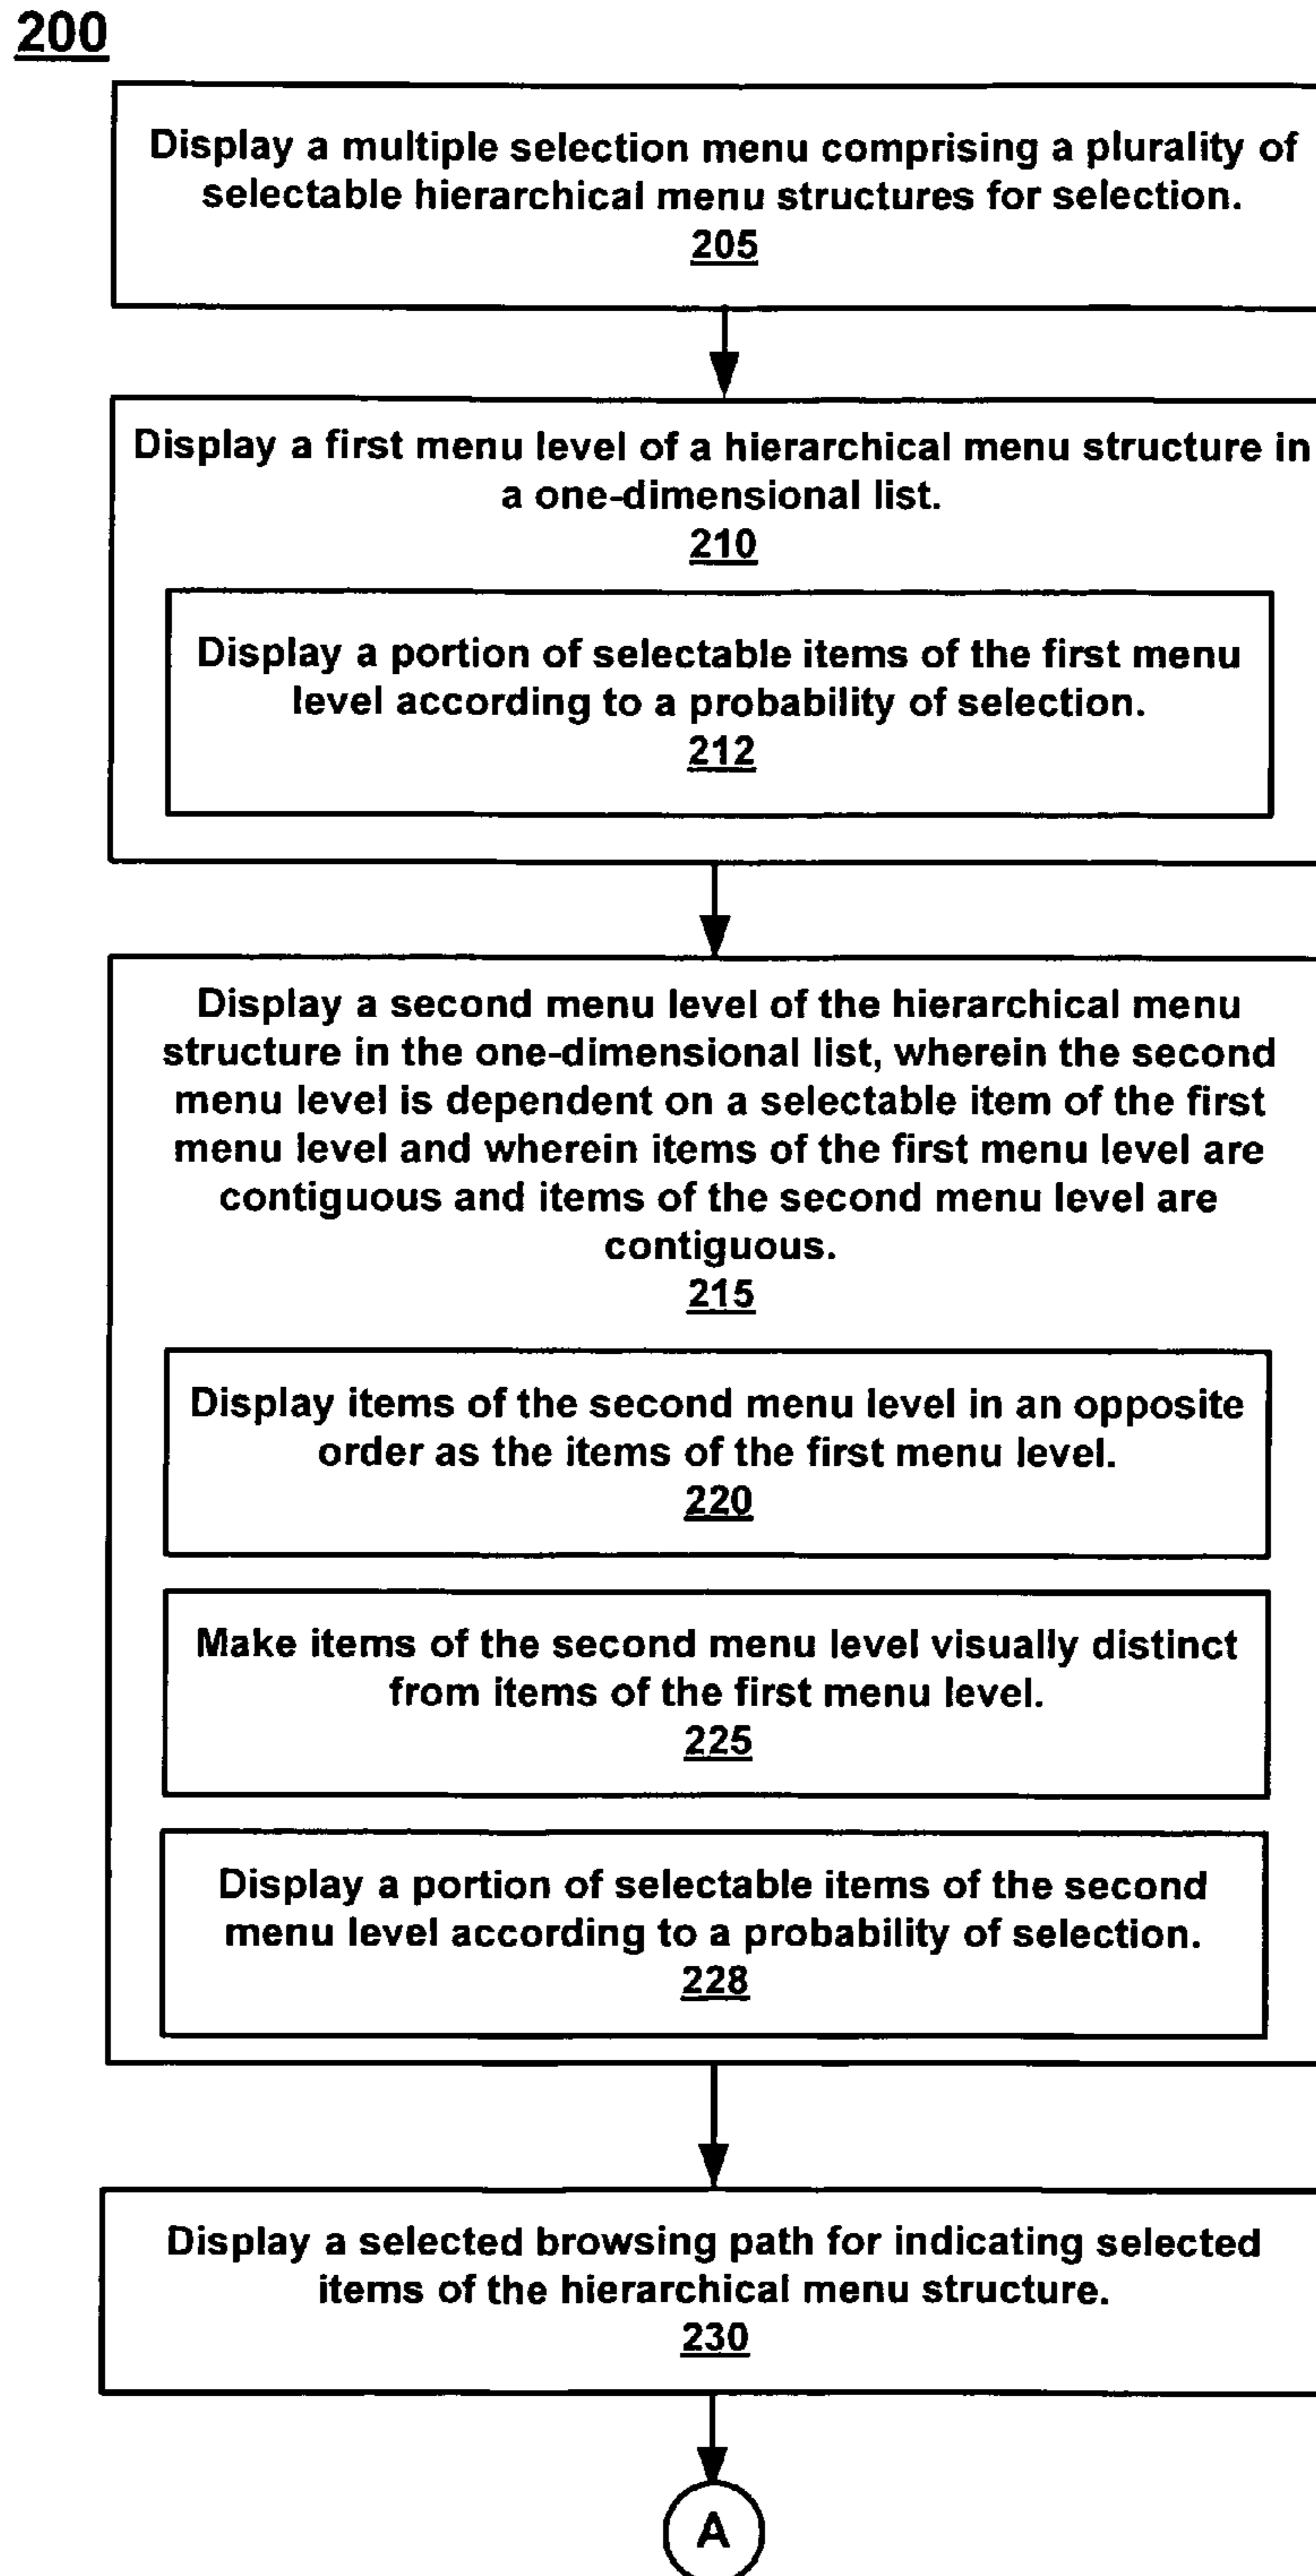 200
Display a multiple selection menu comprising a plurality of
selectable hierarchical menu structures for selection.
205
Display a first menu level of a hierarchical menu structure in
a one-dimensional list.
210
Display a portion of selectable items of the first menu
level according to a probability of selection.
212
Display a second menu level of the hierarchical menu
structure in the one-dimensional list, wherein the second
menu level is dependent on a selectable item of the first
menu level and wherein items of the first menu level are
contiguous and items of the second menu level are
contiguous.
215
Display items of the second menu level in an opposite
order as the items of the first menu level.
220
Make items of the second menu level visually distinct
from items of the first menu level.
225
Display a portion of selectable items of the second
menu level according to a probability of selection.
228
Display a selected browsing path for indicating selected
items of the hierarchical menu structure.
230
A